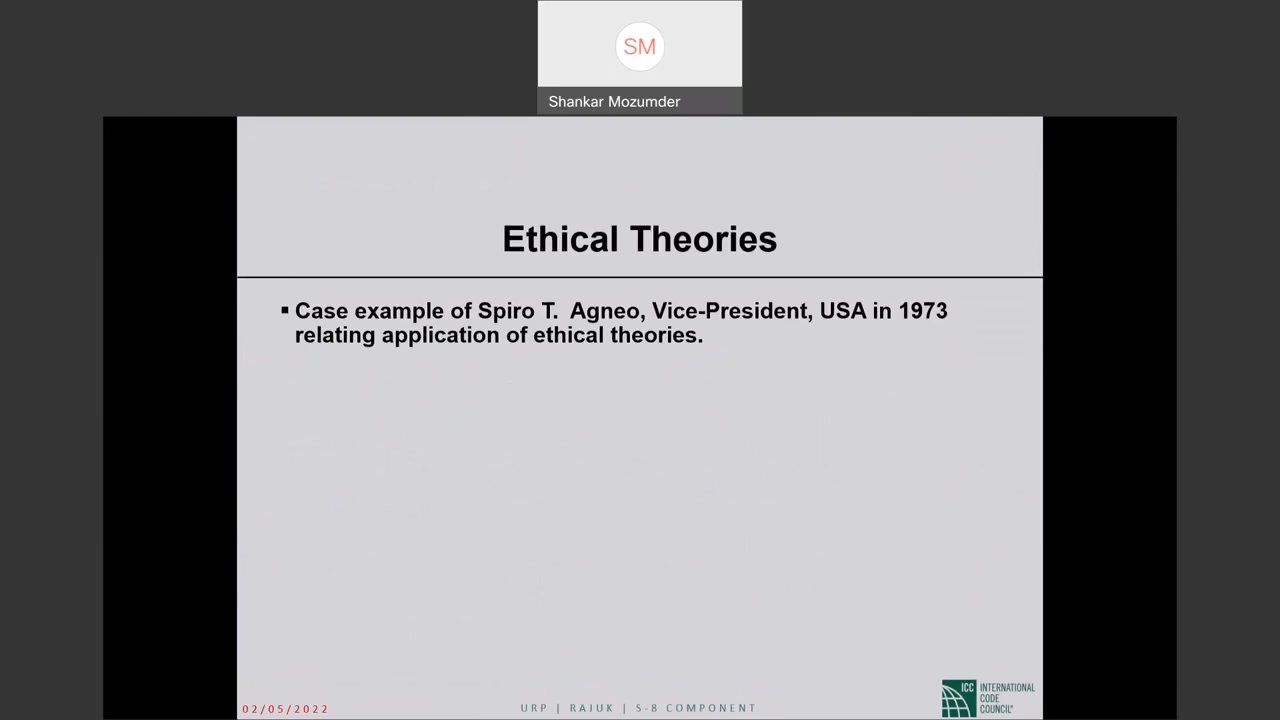 SM
Shankar Mozumder
Ethical Theories
▪ Case example of Spiro T.  Agneo, Vice-President, USA in 1973
relating application of ethical theories.
02/05/2022
URP | RAJUK | S-8 COMPONENT
ICC
INTERNATIONAL
CODE
COUNCIL®